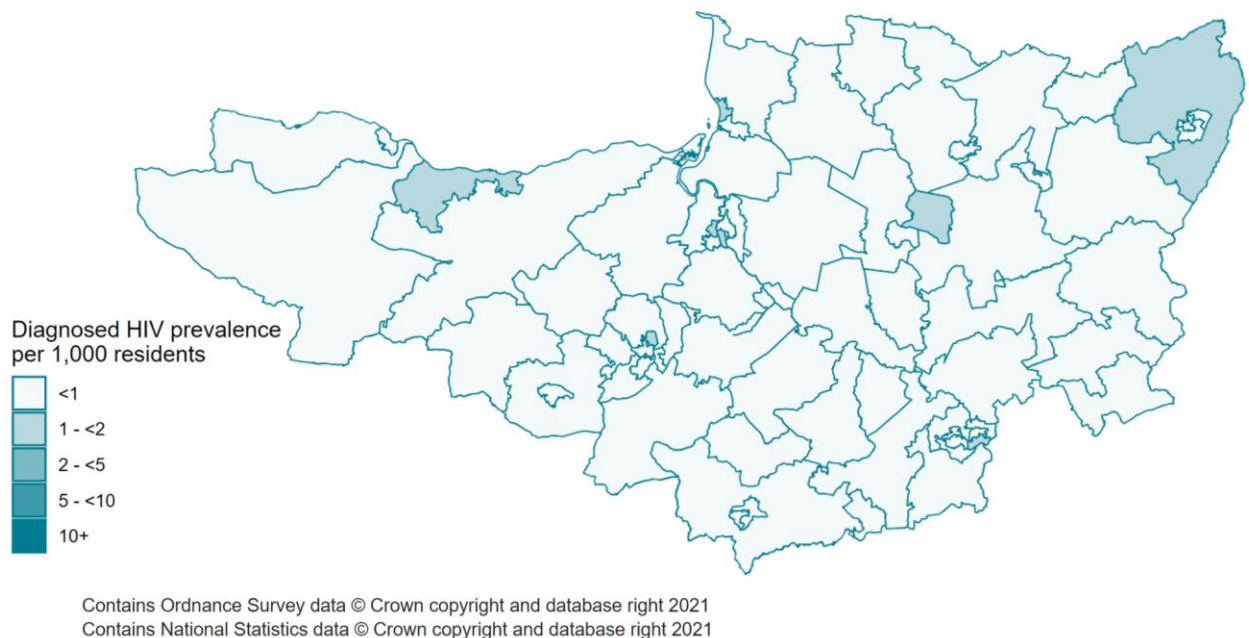 Diagnosed HIV prevalence
per 1,000 residents
<1
1 - <2
2 - <5
5 - <10
10+
Contains Ordnance Survey data © Crown copyright and database right 2021
Contains National Statistics data © Crown copyright and database right 2021